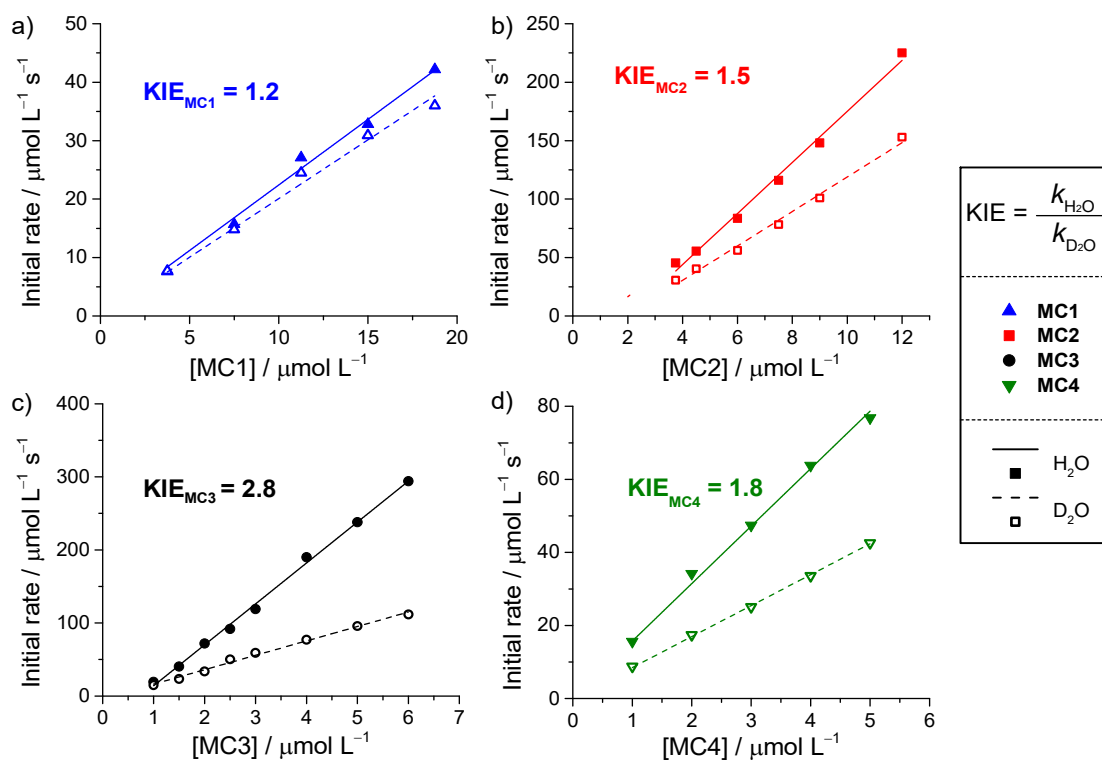 a)
KIE_MC1 = 1.2
Initial rate / μmol L⁻¹ s⁻¹
50
40
30
20
10
0
0 5 10 15 20
[MC1] / μmol L⁻¹
b)
KIE_MC2 = 1.5
Initial rate / μmol L⁻¹ s⁻¹
250
200
150
100
50
0
0 2 4 6 8 10 12
[MC2] / μmol L⁻¹
c)
KIE_MC3 = 2.8
Initial rate / μmol L⁻¹ s⁻¹
400
300
200
100
0
0 1 2 3 4 5 6 7
[MC3] / μmol L⁻¹
d)
KIE_MC4 = 1.8
Initial rate / μmol L⁻¹ s⁻¹
80
60
40
20
0
0 1 2 3 4 5 6
[MC4] / μmol L⁻¹
KIE = k_H₂O / k_D₂O
MC1
MC2
MC3
MC4
H₂O
D₂O